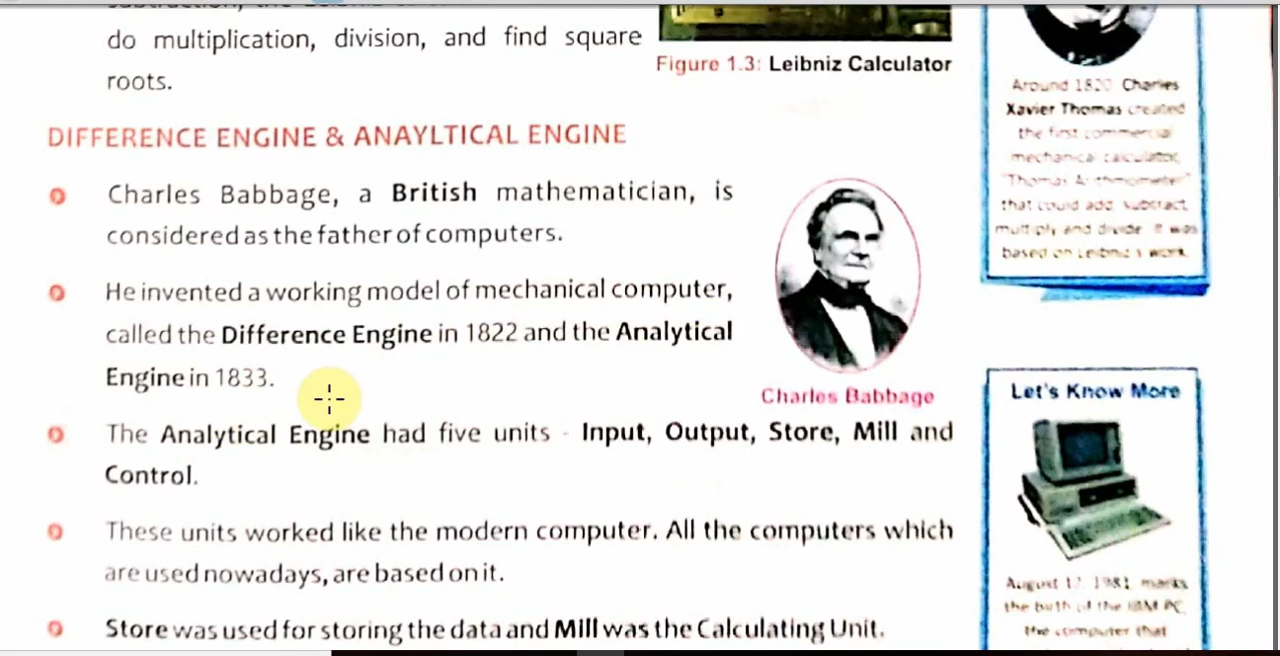 do multiplication, division, and find square
roots.
Figure 1.3: Leibniz Calculator
DIFFERENCE ENGINE & ANAYLTICAL ENGINE
Charles Babbage, a British mathematician, is
considered as the father of computers.
He invented a working model of mechanical computer,
called the Difference Engine in 1822 and the Analytical
Engine in 1833.
Charles Babbage
The Analytical Engine had five units - Input, Output, Store, Mill and
Control.
These units worked like the modern computer. All the computers which
are used nowadays, are based on it.
Store was used for storing the data and Mill was the Calculating Unit.
Around 1820, Charles
Xavier Thomas created
the first commercial
mechanical calculator,
"Thomas Arithmometer"
that could add, subtract,
multiply and divide. It was
based on Leibniz's work.
Let's Know More
August 12, 1981, marks
the birth of the IBM PC,
the computer that